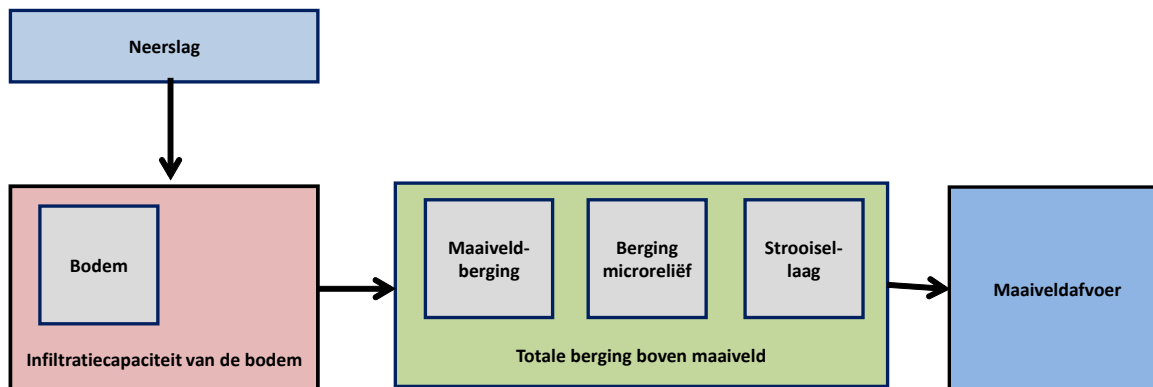 Neerslag
Bodem
Infiltratiecapaciteit van de bodem
Maaiveld-
berging
Berging
microreliëf
Strooisel-
laag
Totale berging boven maaiveld
Maaiveldafvoer